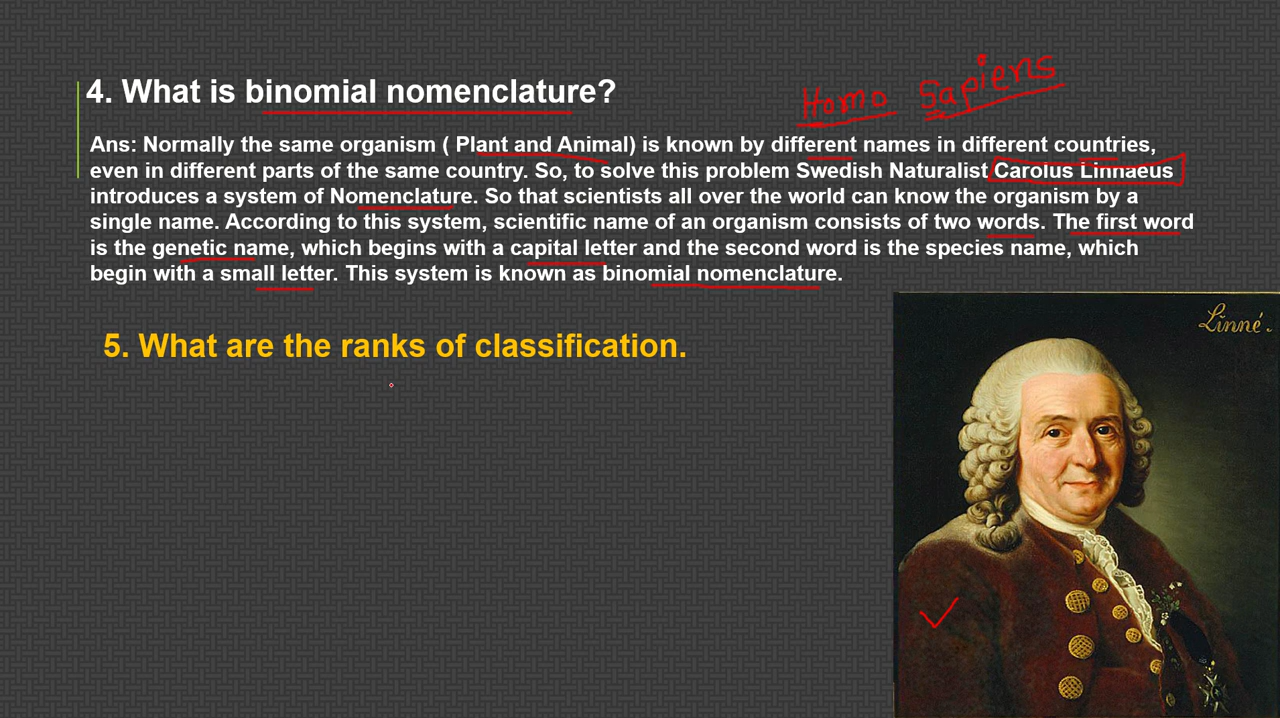 Homo Sapiens
4. What is binomial nomenclature?
Ans: Normally the same organism ( Plant and Animal) is known by different names in different countries,
even in different parts of the same country. So, to solve this problem Swedish Naturalist Carolus Linnaeus
introduces a system of Nomenclature. So that scientists all over the world can know the organism by a
single name. According to this system, scientific name of an organism consists of two words. The first word
is the genetic name, which begins with a capital letter and the second word is the species name, which
begin with a small letter. This system is known as binomial nomenclature.
Linné.
5. What are the ranks of classification.